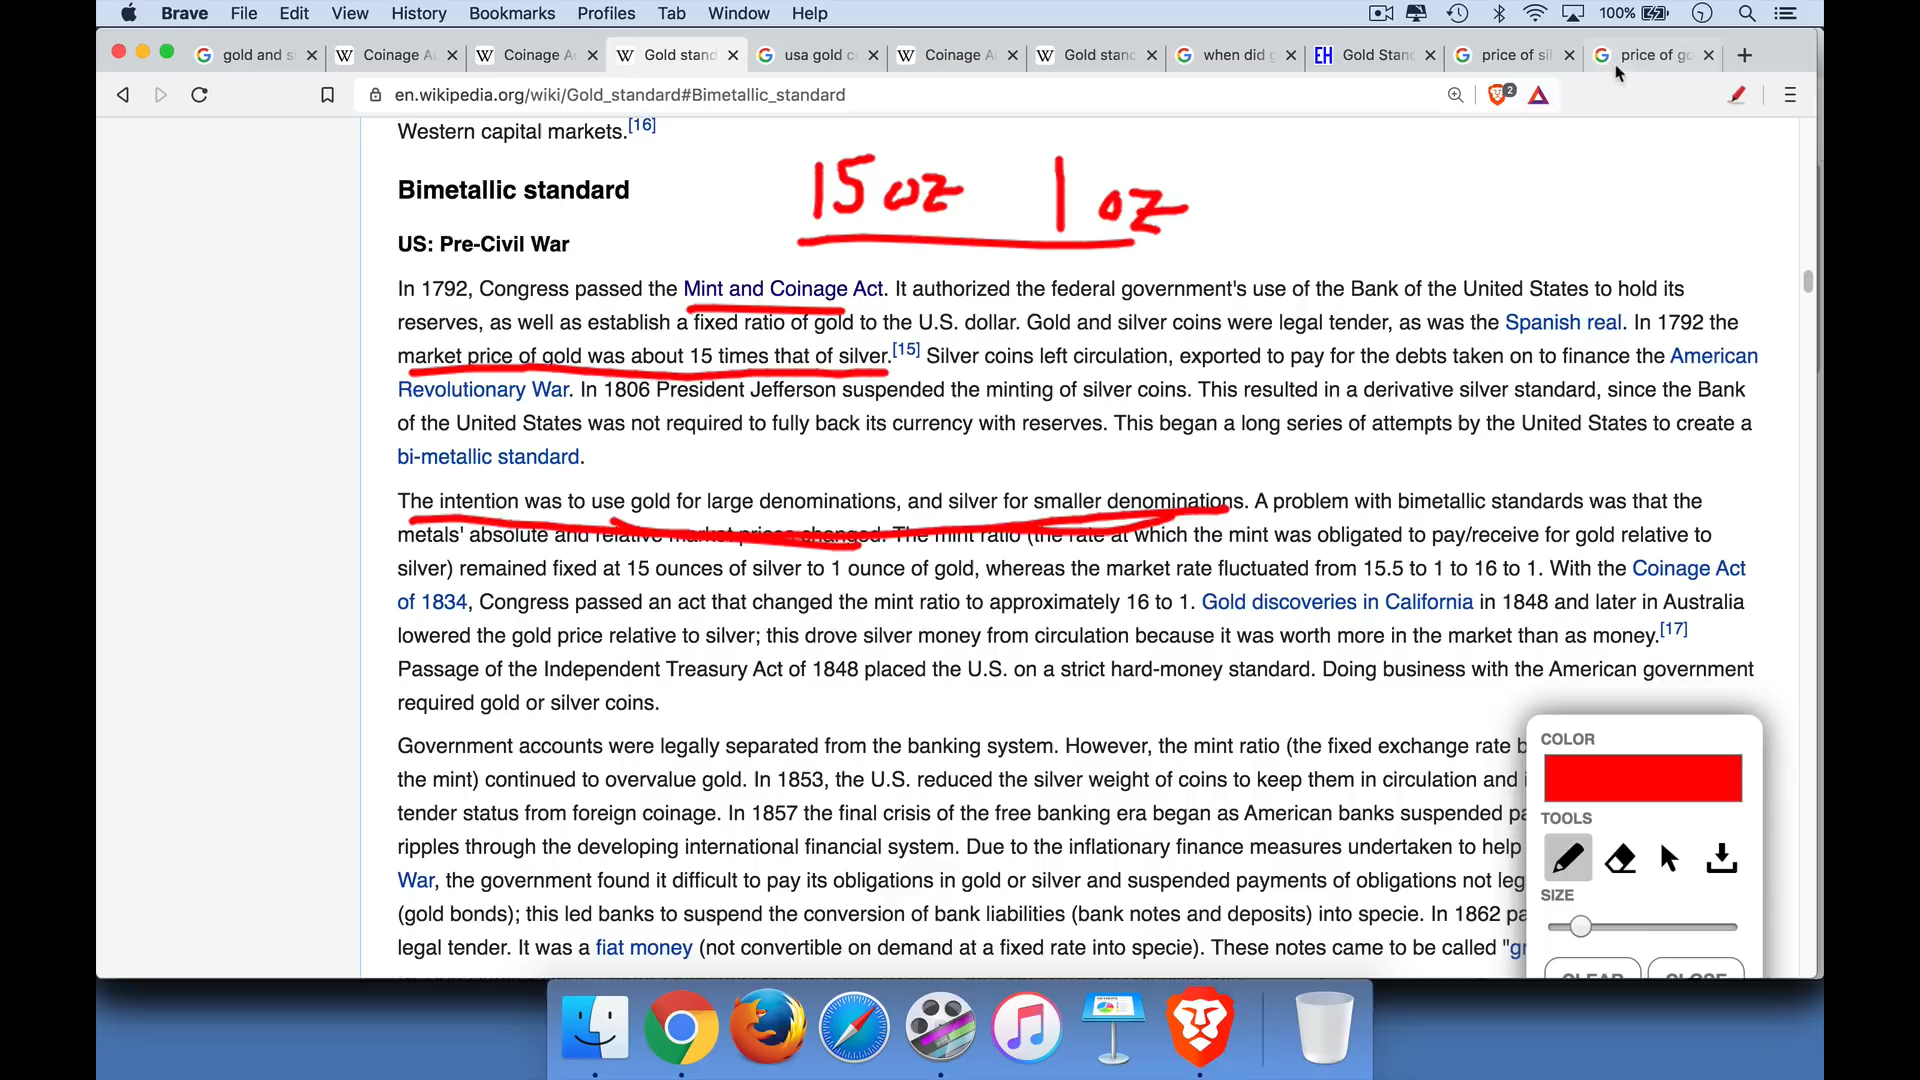 Brave File Edit View History Bookmarks Profiles Tab Window Help 100%
gold and s Coinage A Coinage A Gold stand usa gold c Coinage A Gold stan when did g EH Gold Stan price of sil price of go
en.wikipedia.org/wiki/Gold_standard#Bimetallic_standard 2
Western capital markets.[16]
15 oz 1 oz
Bimetallic standard
US: Pre-Civil War
In 1792, Congress passed the Mint and Coinage Act. It authorized the federal government's use of the Bank of the United States to hold its
reserves, as well as establish a fixed ratio of gold to the U.S. dollar. Gold and silver coins were legal tender, as was the Spanish real. In 1792 the
market price of gold was about 15 times that of silver.[15] Silver coins left circulation, exported to pay for the debts taken on to finance the American
Revolutionary War. In 1806 President Jefferson suspended the minting of silver coins. This resulted in a derivative silver standard, since the Bank
of the United States was not required to fully back its currency with reserves. This began a long series of attempts by the United States to create a
bi-metallic standard.
The intention was to use gold for large denominations, and silver for smaller denominations. A problem with bimetallic standards was that the
metals' absolute and relative market prices changed. The mint ratio (the rate at which the mint was obligated to pay/receive for gold relative to
silver) remained fixed at 15 ounces of silver to 1 ounce of gold, whereas the market rate fluctuated from 15.5 to 1 to 16 to 1. With the Coinage Act
of 1834, Congress passed an act that changed the mint ratio to approximately 16 to 1. Gold discoveries in California in 1848 and later in Australia
lowered the gold price relative to silver; this drove silver money from circulation because it was worth more in the market than as money.[17]
Passage of the Independent Treasury Act of 1848 placed the U.S. on a strict hard-money standard. Doing business with the American government
required gold or silver coins.
Government accounts were legally separated from the banking system. However, the mint ratio (the fixed exchange rate b
the mint) continued to overvalue gold. In 1853, the U.S. reduced the silver weight of coins to keep them in circulation and i
tender status from foreign coinage. In 1857 the final crisis of the free banking era began as American banks suspended pa
ripples through the developing international financial system. Due to the inflationary finance measures undertaken to help
War, the government found it difficult to pay its obligations in gold or silver and suspended payments of obligations not leg
(gold bonds); this led banks to suspend the conversion of bank liabilities (bank notes and deposits) into specie. In 1862 pa
legal tender. It was a fiat money (not convertible on demand at a fixed rate into specie). These notes came to be called "gr
COLOR
TOOLS
SIZE
CLEAR CLOSE